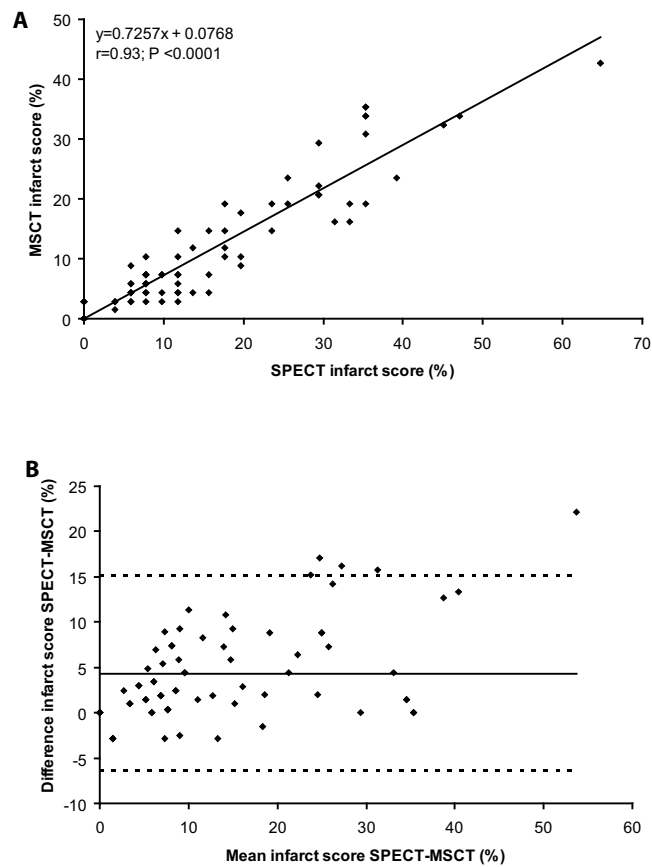 A
y=0.7257x + 0.0768
r=0.93; P <0.0001
MSCT infarct score (%)
50
40
30
20
10
0
0 10 20 30 40 50 60 70
SPECT infarct score (%)
B
Difference infarct score SPECT-MSCT (%)
25
20
15
10
5
0
-5
-10
0 10 20 30 40 50 60
Mean infarct score SPECT-MSCT (%)